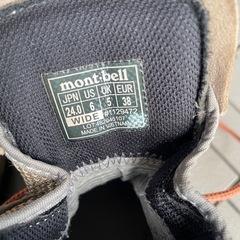 mont-bell
JPN US UK EUR
24.0 6 5 38
WIDE #1129472
MADE IN VIETNAM